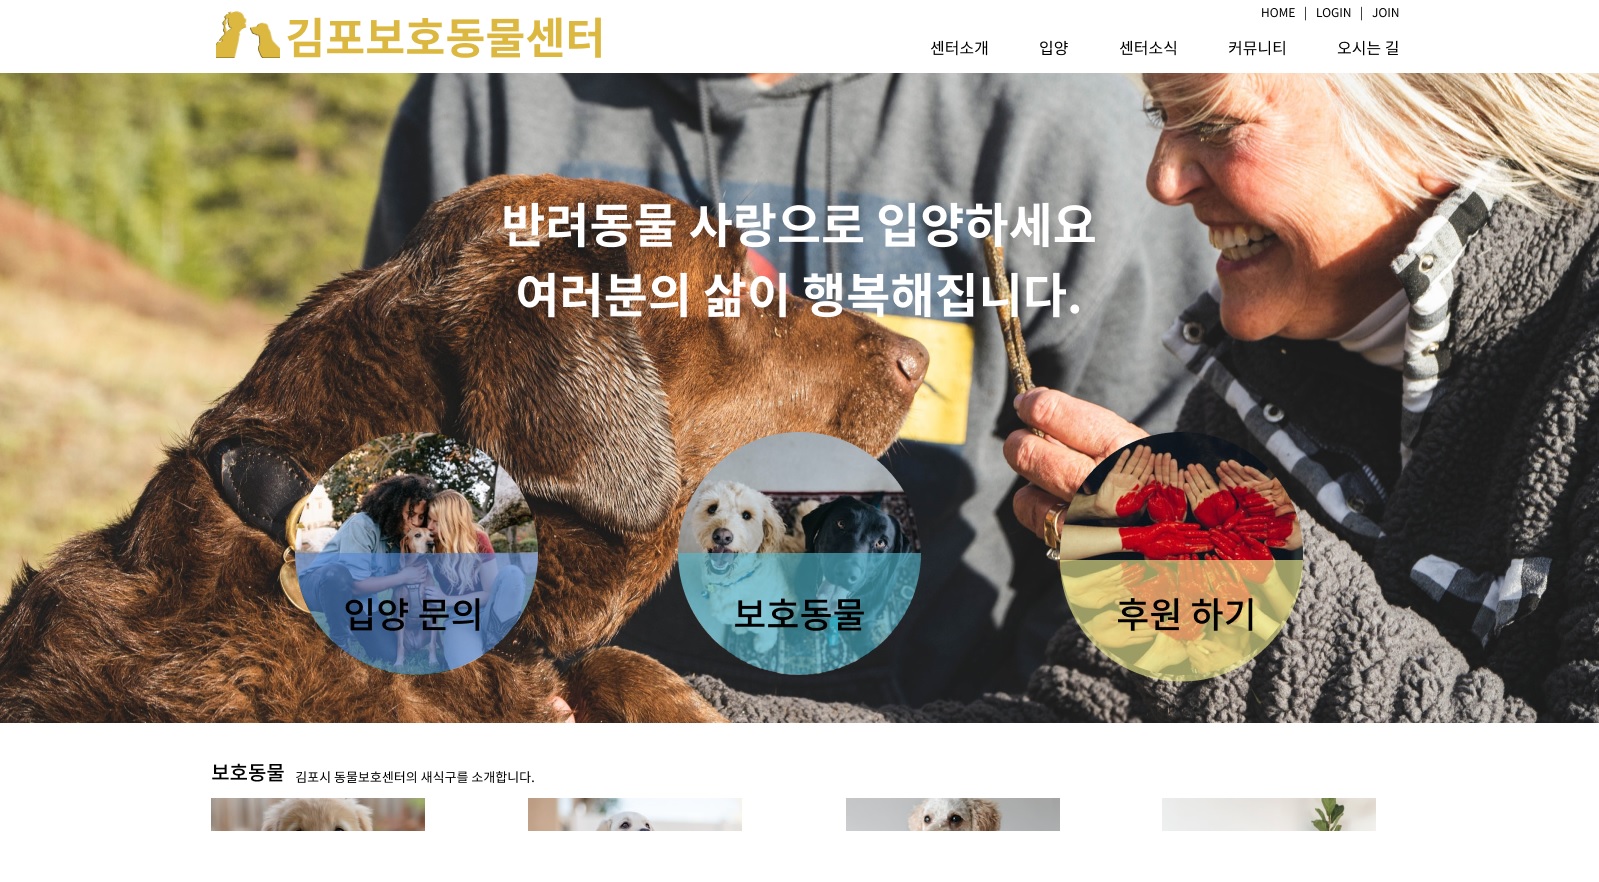 HOME | LOGIN | JOIN
김포보호동물센터
센터소개 입양 센터소식 커뮤니티 오시는 길
반려동물 사랑으로 입양하세요
여러분의 삶이 행복해집니다.
입양 문의
보호동물
후원 하기
보호동물 김포시 동물보호센터의 새식구를 소개합니다.